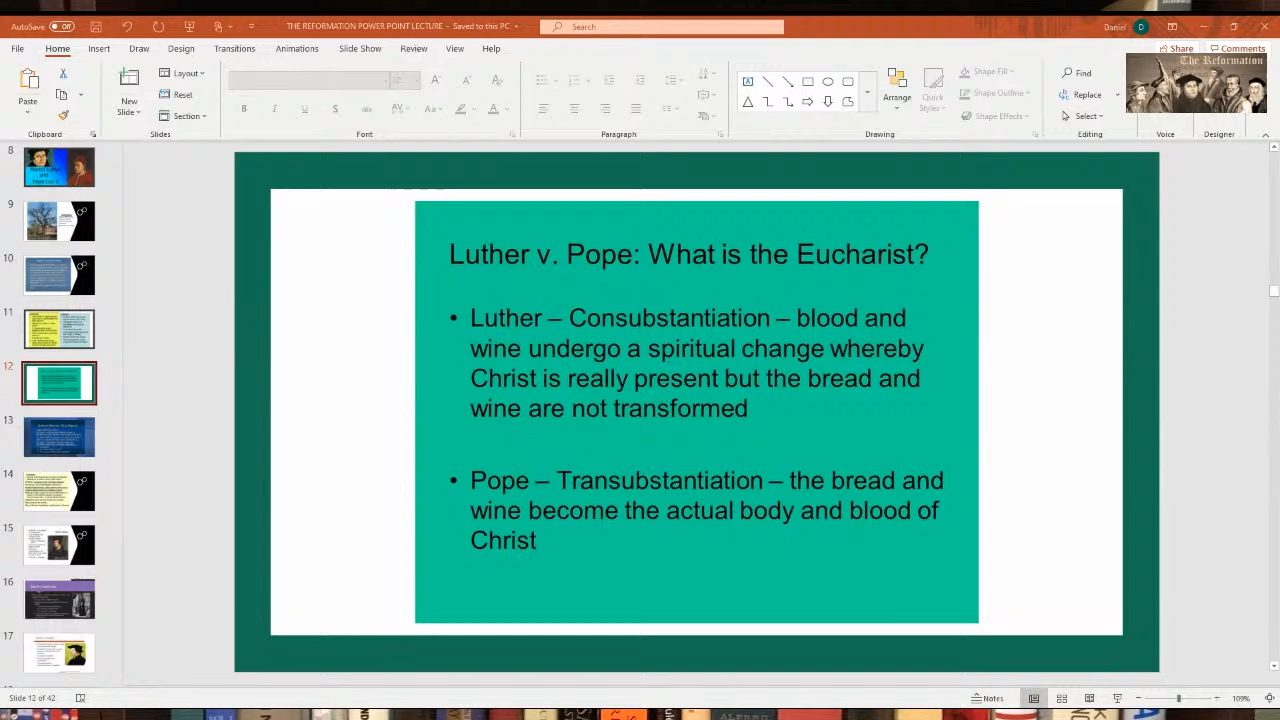 AutoSave Off
THE REFORMATION POWER POINT LECTURE – Saved to this PC
Search
Daniel D
File Home Insert Draw Design Transitions Animations Slide Show Review View Help
Share Comments
The Reformation
Paste
New
Slide
Layout
Reset
Section
Arrange
Quick
Styles
Shape Fill
Shape Outline
Shape Effects
Find
Replace
Select
Clipboard Slides Font Paragraph Drawing Editing Voice Designer
8
9
12
16
Luther v. Pope: What is the Eucharist?
• Luther – Consubstantiation – blood and
wine undergo a spiritual change whereby
Christ is really present but the bread and
wine are not transformed
• Pope – Transubstantiation – the bread and
wine become the actual body and blood of
Christ
Slide 12 of 42
Notes
109%